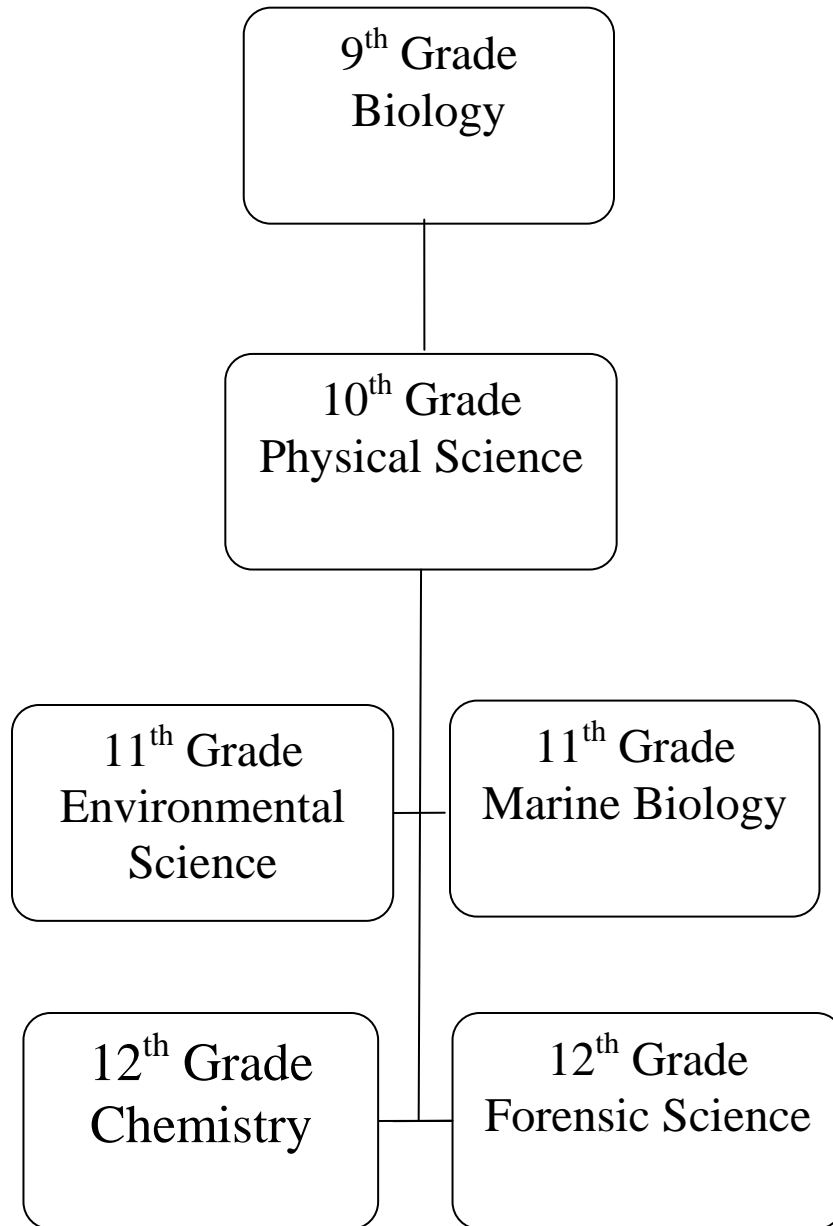 9th Grade
Biology
10th Grade
Physical Science
11th Grade
Environmental
Science
11th Grade
Marine Biology
12th Grade
Chemistry
12th Grade
Forensic Science